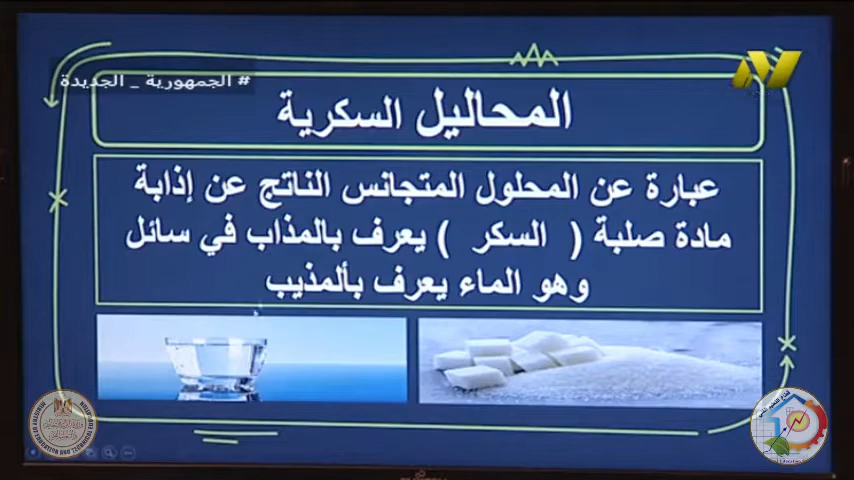 # الجمهورية _ الجديدة
المحاليل السكرية
عبارة عن المحلول المتجانس الناتج عن إذابة
مادة صلبة ( السكر ) يعرف بالمذاب في سائل
وهو الماء يعرف بألمذيب